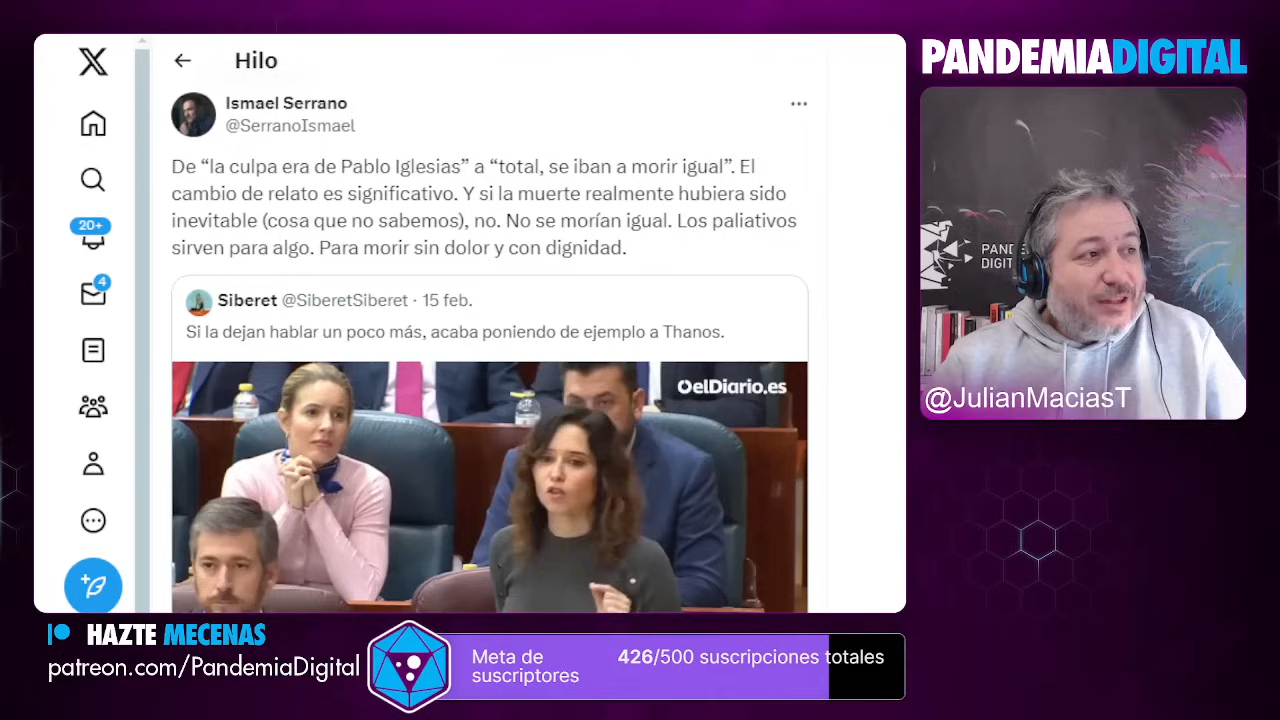 Hilo
Ismael Serrano
@SerranoIsmael
De “la culpa era de Pablo Iglesias” a “total, se iban a morir igual”. El
cambio de relato es significativo. Y si la muerte realmente hubiera sido
inevitable (cosa que no sabemos), no. No se morían igual. Los paliativos
sirven para algo. Para morir sin dolor y con dignidad.
20+
4
Siberet @SiberetSiberet · 15 feb.
Si la dejan hablar un poco más, acaba poniendo de ejemplo a Thanos.
elDiario.es
PANDEMIADIGITAL
PANDE
DIGIT
@JulianMaciasT
HAZTE MECENAS
patreon.com/PandemiaDigital
Meta de
suscriptores
426/500 suscripciones totales